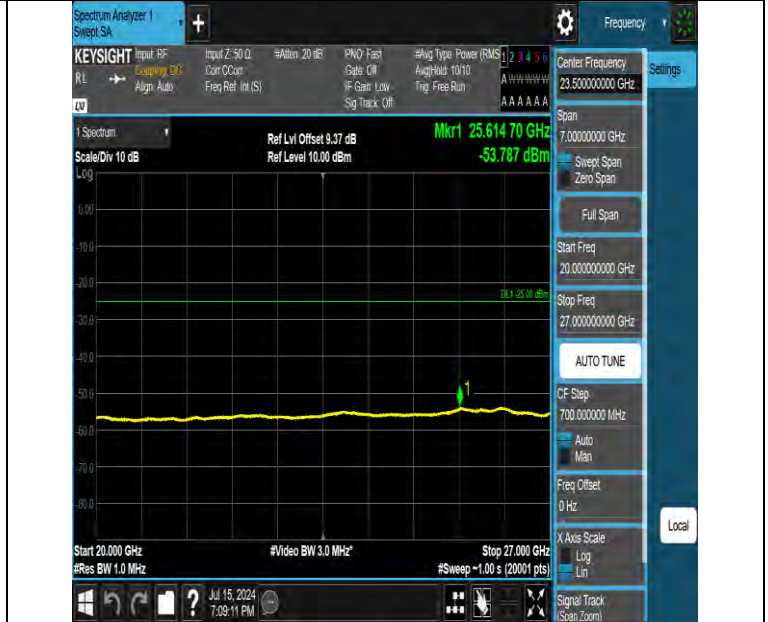 Spectrum Analyzer 1
Swept SA
+
Frequency
KEYSIGHT
RL
LXI
Input: RF
Coupling: DC
Align: Auto
Input Z: 50 Ω
Corr CCorr
Freq Ref: Int (S)
#Atten: 20 dB
PNO: Fast
Gate: Off
IF Gain: Low
Sig Track: Off
#Avg Type: Power (RMS
Avg|Hold: 10/10
Trig: Free Run
1 2 3 4 5 6
A W W W W W
A A A A A A
1 Spectrum
Scale/Div 10 dB
Log
Ref Lvl Offset 9.37 dB
Ref Level 10.00 dBm
Mkr1 25.614 70 GHz
-53.787 dBm
0.00
-10.0
-20.0
-30.0
-40.0
-50.0
-60.0
-70.0
-80.0
DL1 -25.00 dBm
1
Start 20.000 GHz
#Res BW 1.0 MHz
#Video BW 3.0 MHz*
Stop 27.000 GHz
#Sweep ~1.00 s (20001 pts)
Jul 15, 2024
7:09:11 PM
?
Center Frequency
23.500000000 GHz
Span
7.00000000 GHz
Swept Span
Zero Span
Full Span
Start Freq
20.000000000 GHz
Stop Freq
27.000000000 GHz
AUTO TUNE
CF Step
700.000000 MHz
Auto
Man
Freq Offset
0 Hz
X Axis Scale
Log
Lin
Signal Track
(Span Zoom)
Settings
Local